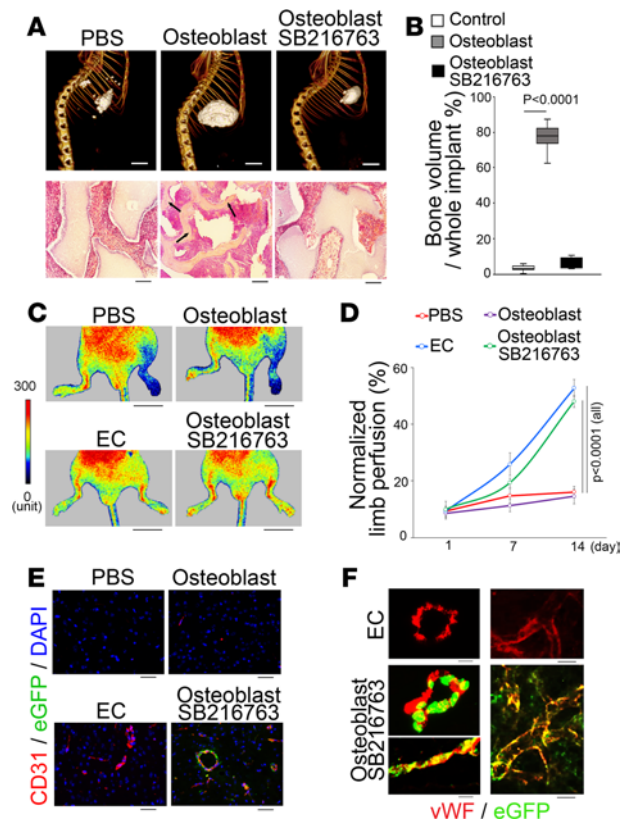 A
PBS
Osteoblast
Osteoblast
SB216763
B
Control
Osteoblast
Osteoblast
SB216763
P<0.0001
Bone volume
/ whole implant %)
100
80
60
40
20
0
C
PBS
Osteoblast
300
0
(unit)
EC
Osteoblast
SB216763
D
PBS
Osteoblast
EC
Osteoblast
SB216763
Normalized
limb perfusion (%)
60
40
20
0
1
7
14
(day)
p<0.0001 (all)
E
PBS
Osteoblast
EC
Osteoblast
SB216763
CD31 / eGFP / DAPI
F
EC
Osteoblast
SB216763
vWF / eGFP